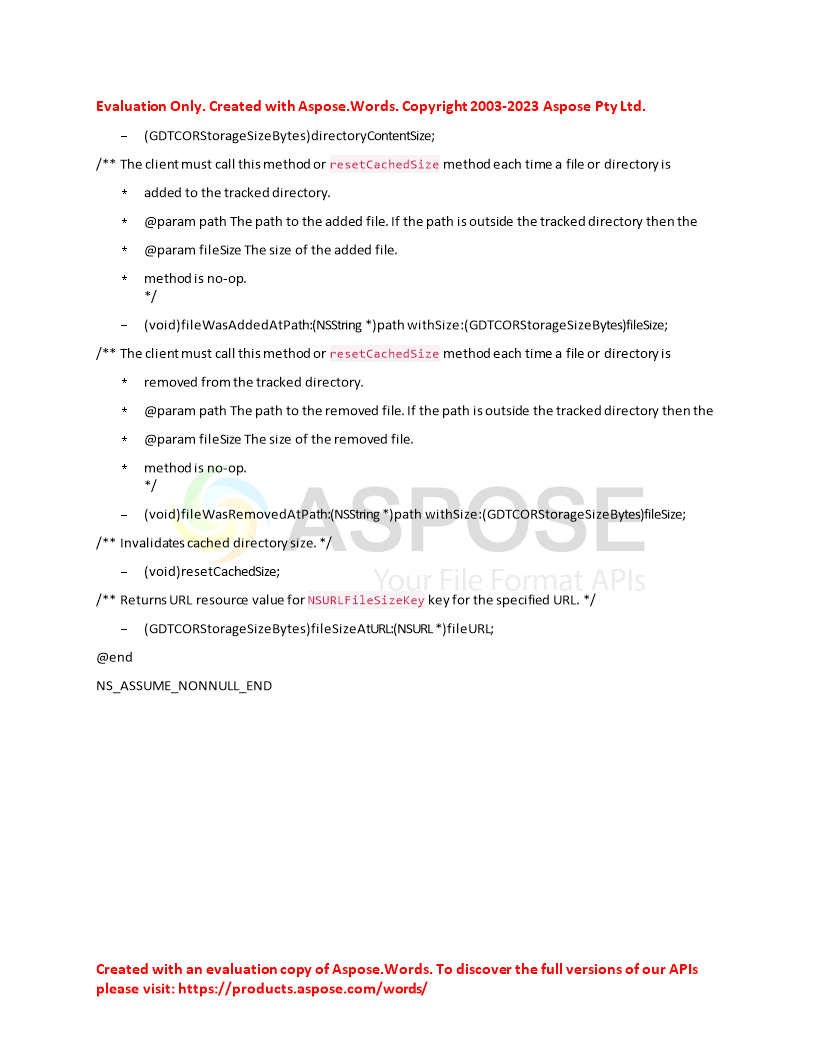 Evaluation Only. Created with Aspose.Words. Copyright 2003-2023 Aspose Pty Ltd.
– (GDTCORStorageSizeBytes)directoryContentSize;
/** The client must call this method or resetCachedSize method each time a file or directory is
* added to the tracked directory.
* @param path The path to the added file. If the path is outside the tracked directory then the
* @param fileSize The size of the added file.
* method is no-op.
*/
– (void)fileWasAddedAtPath:(NSString *)path withSize:(GDTCORStorageSizeBytes)fileSize;
/** The client must call this method or resetCachedSize method each time a file or directory is
* removed from the tracked directory.
* @param path The path to the removed file. If the path is outside the tracked directory then the
* @param fileSize The size of the removed file.
* method is no-op.
*/
– (void)fileWasRemovedAtPath:(NSString *)path withSize:(GDTCORStorageSizeBytes)fileSize;
ASPOSE
/** Invalidates cached directory size. */
– (void)resetCachedSize;
Your File Format APIs
/** Returns URL resource value for NSURLFileSizeKey key for the specified URL. */
– (GDTCORStorageSizeBytes)fileSizeAtURL:(NSURL *)fileURL;
@end
NS_ASSUME_NONNULL_END
Created with an evaluation copy of Aspose.Words. To discover the full versions of our APIs
please visit: https://products.aspose.com/words/